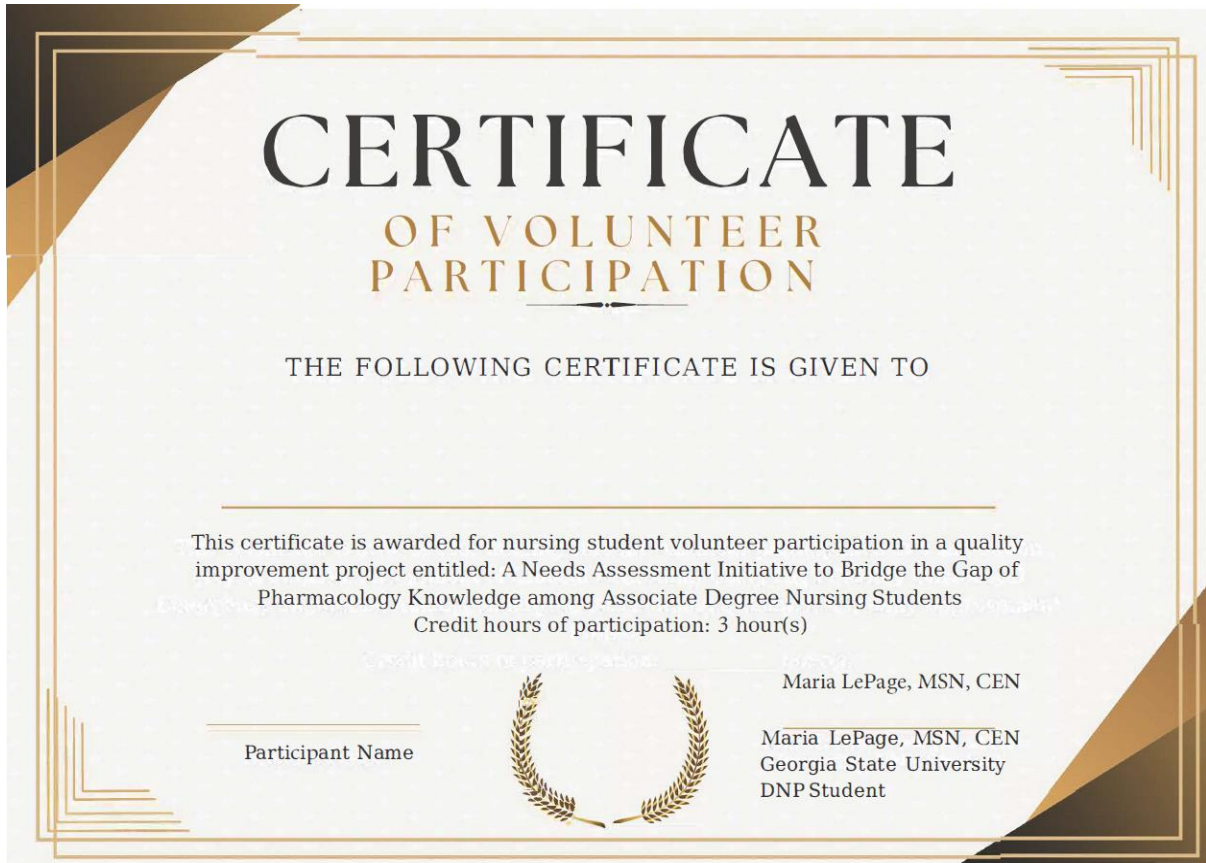 CERTIFICATE
OF VOLUNTEER
PARTICIPATION
THE FOLLOWING CERTIFICATE IS GIVEN TO
This certificate is awarded for nursing student volunteer participation in a quality
improvement project entitled: A Needs Assessment Initiative to Bridge the Gap of
Pharmacology Knowledge among Associate Degree Nursing Students
Credit hours of participation: 3 hour(s)
Maria LePage, MSN, CEN
Participant Name
Maria LePage, MSN, CEN
Georgia State University
DNP Student